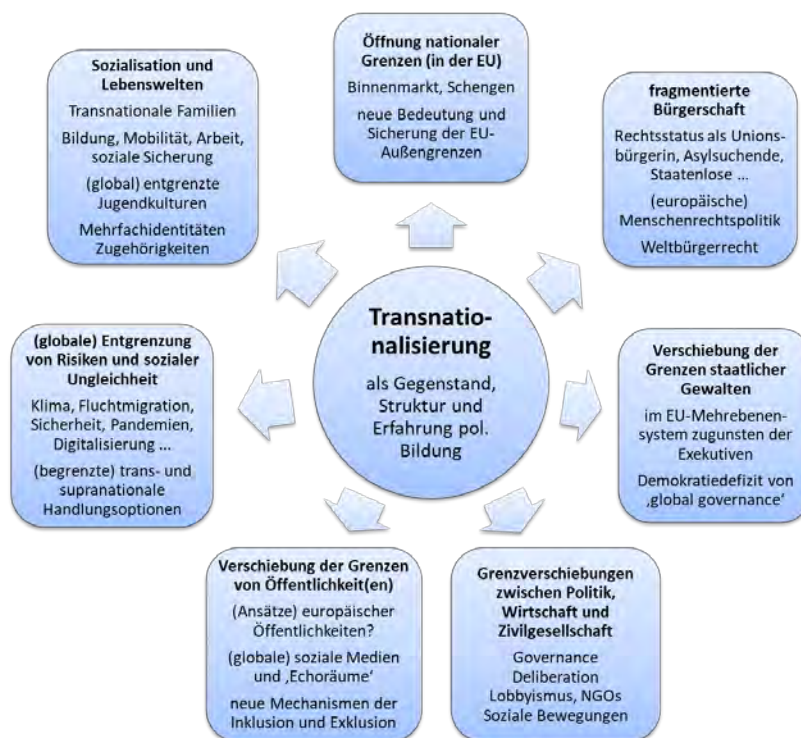 Öffnung nationaler
Grenzen (in der EU)
Binnenmarkt, Schengen
neue Bedeutung und
Sicherung der EU-
Außengrenzen
fragmentierte
Bürgerschaft
Rechtsstatus als Unions-
bürgerin, Asylsuchende,
Staatenlose ...
(europäische)
Menschenrechtspolitik
Weltbürgerrecht
Verschiebung der
Grenzen staatlicher
Gewalten
im EU-Mehrebenen-
system zugunsten der
Exekutiven
Demokratiedefizit von
‚global governance‘
Grenzverschiebungen
zwischen Politik,
Wirtschaft und
Zivilgesellschaft
Governance
Deliberation
Lobbyismus, NGOs
Soziale Bewegungen
Verschiebung der Grenzen
von Öffentlichkeit(en)
(Ansätze) europäischer
Öffentlichkeiten?
(globale) soziale Medien
und ‚Echoräume‘
neue Mechanismen der
Inklusion und Exklusion
(globale) Entgrenzung
von Risiken und sozialer
Ungleichheit
Klima, Fluchtmigration,
Sicherheit, Pandemien,
Digitalisierung ...
(begrenzte) trans- und
supranationale
Handlungsoptionen
Sozialisation und
Lebenswelten
Transnationale Familien
Bildung, Mobilität, Arbeit,
soziale Sicherung
(global) entgrenzte
Jugendkulturen
Mehrfachidentitäten
Zugehörigkeiten
Transnatio-
nalisierung
als Gegenstand,
Struktur und
Erfahrung pol.
Bildung